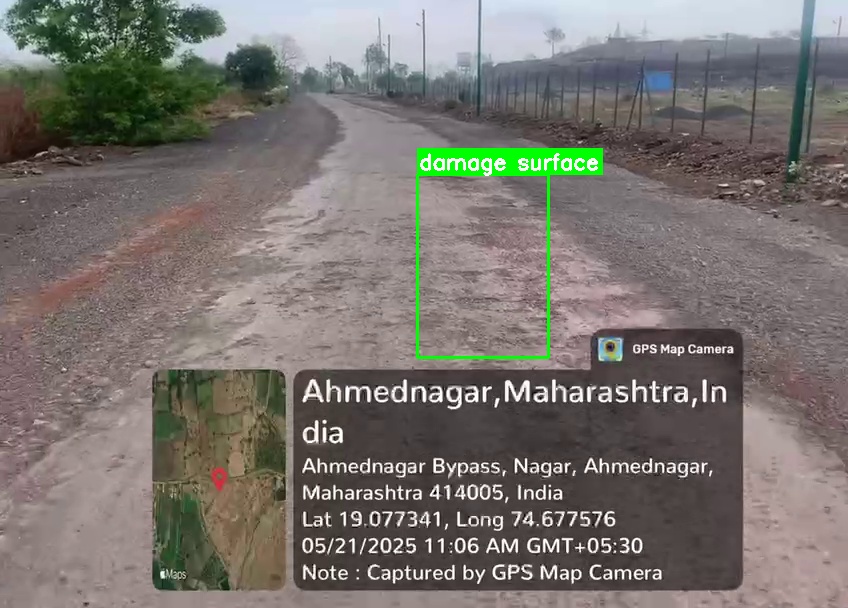 damage surface
GPS Map Camera
Ahmednagar,Maharashtra,In
dia
Ahmednagar Bypass, Nagar, Ahmednagar,
Maharashtra 414005, India
Lat 19.077341, Long 74.677576
05/21/2025 11:06 AM GMT+05:30
Note : Captured by GPS Map Camera
Maps